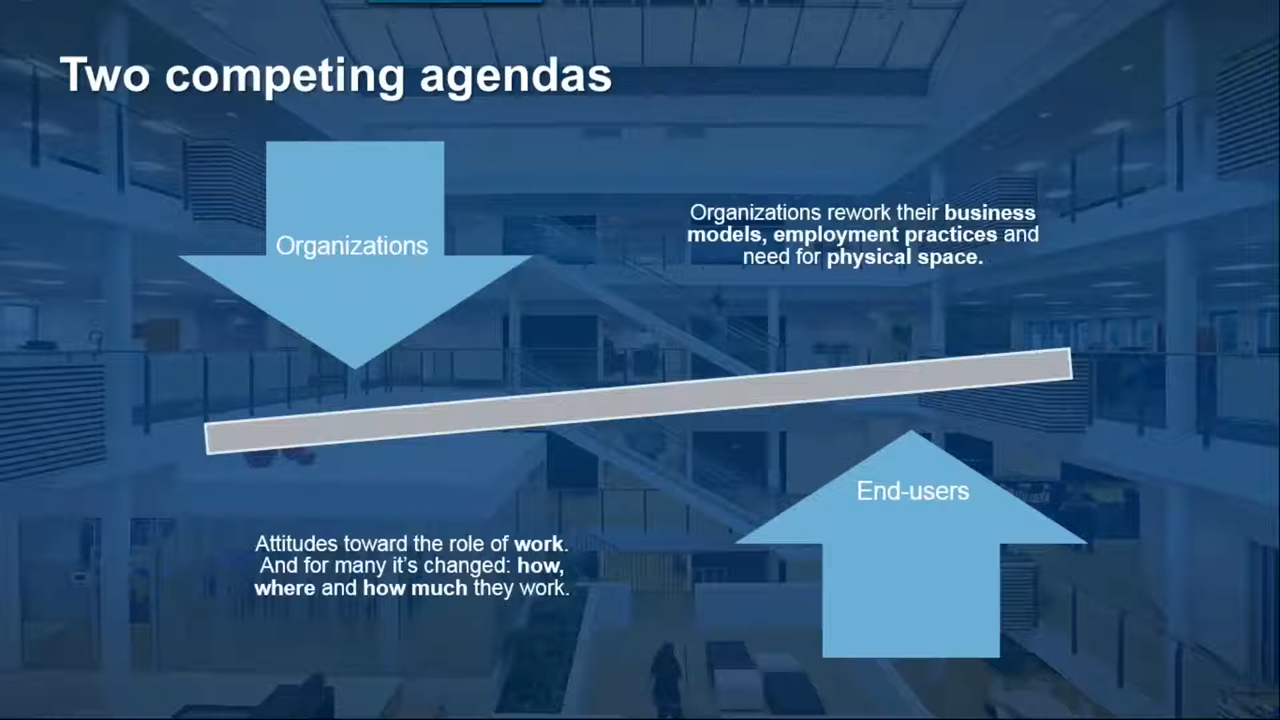 Two competing agendas
Organizations
Organizations rework their business
models, employment practices and
need for physical space.
End-users
Attitudes toward the role of work.
And for many it’s changed: how,
where and how much they work.